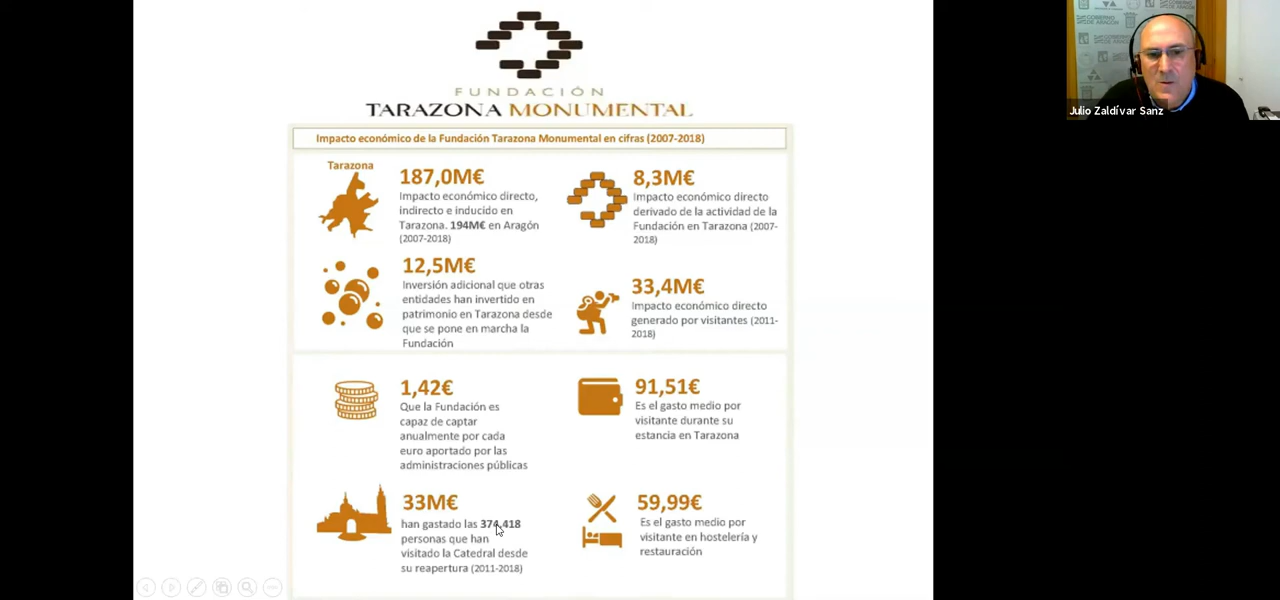 FUNDACIÓN
TARAZONA MONUMENTAL
Impacto económico de la Fundación Tarazona Monumental en cifras (2007-2018)
Tarazona
187,0M€
Impacto económico directo,
indirecto e inducido en
Tarazona. 194M€ en Aragón
(2007-2018)
8,3M€
Impacto económico directo
derivado de la actividad de la
Fundación en Tarazona (2007-
2018)
12,5M€
Inversión adicional que otras
entidades han invertido en
patrimonio en Tarazona desde
que se pone en marcha la
Fundación
33,4M€
Impacto económico directo
generado por visitantes (2011-
2018)
1,42€
Que la Fundación es
capaz de captar
anualmente por cada
euro aportado por las
administraciones públicas
91,51€
Es el gasto medio por
visitante durante su
estancia en Tarazona
33M€
han gastado las 374.418
personas que han
visitado la Catedral desde
su reapertura (2011-2018)
59,99€
Es el gasto medio por
visitante en hostelería y
restauración
GOBIERNO
DE ARAGÓN
Julio Zaldívar Sanz